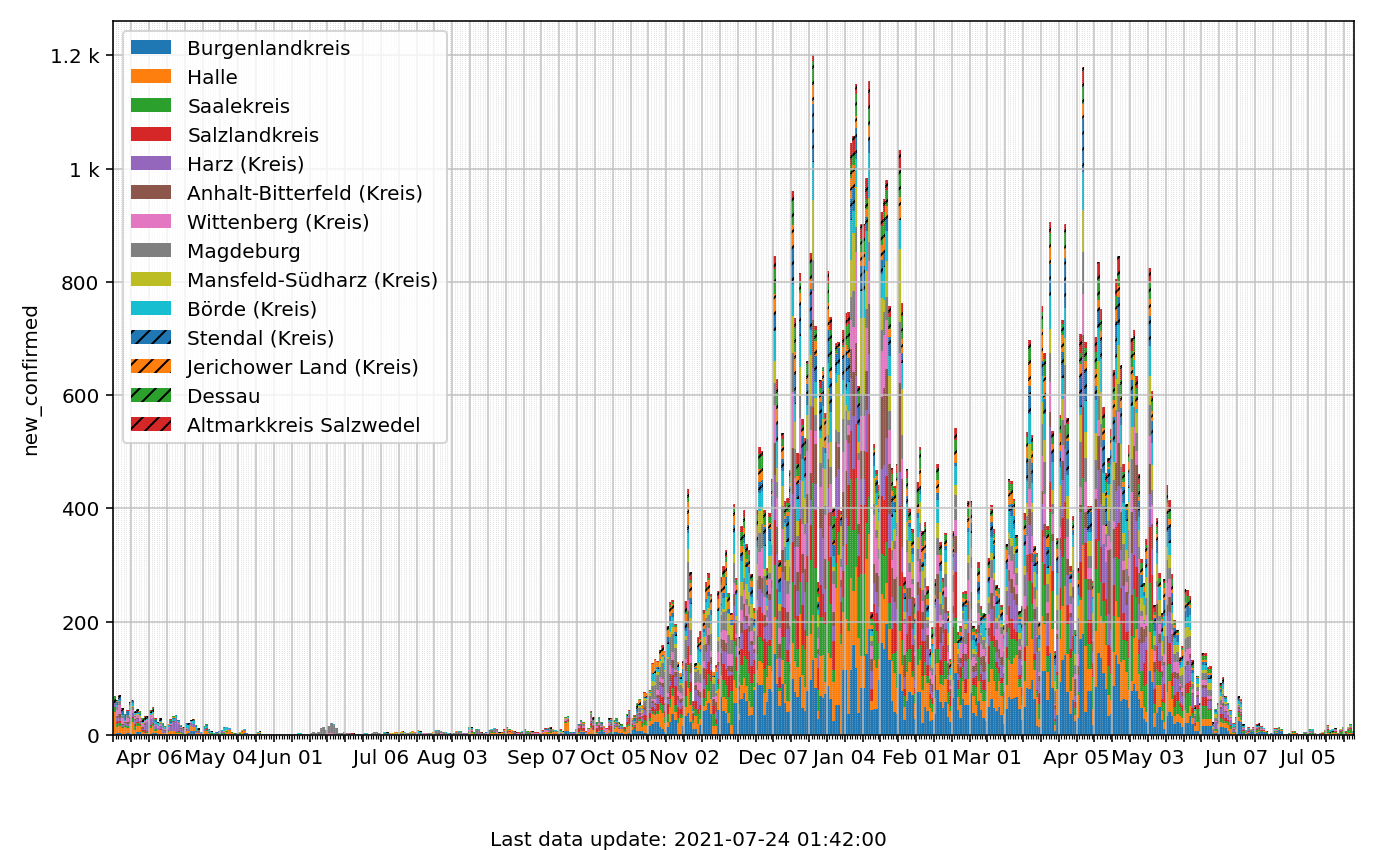 1.2 k
1 k
800
600
400
200
0
new_confirmed
Burgenlandkreis
Halle
Saalekreis
Salzlandkreis
Harz (Kreis)
Anhalt-Bitterfeld (Kreis)
Wittenberg (Kreis)
Magdeburg
Mansfeld-Südharz (Kreis)
Börde (Kreis)
Stendal (Kreis)
Jerichower Land (Kreis)
Dessau
Altmarkkreis Salzwedel
Apr 06 May 04 Jun 01 Jul 06 Aug 03 Sep 07 Oct 05 Nov 02 Dec 07 Jan 04 Feb 01 Mar 01 Apr 05 May 03 Jun 07 Jul 05
Last data update: 2021-07-24 01:42:00